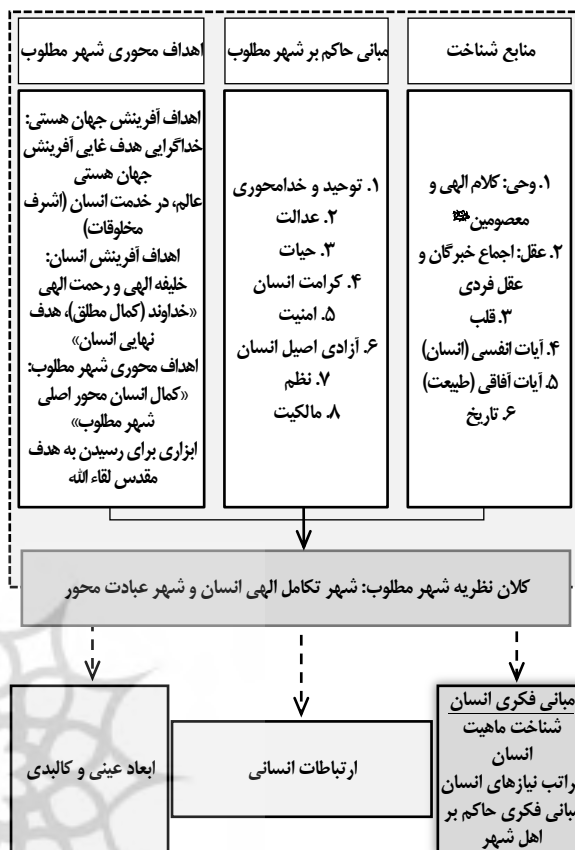 منابع شناخت
۱. وحی: کلام الهی و
معصومین
۲. عقل: اجماع خبرگان و
عقل فردی
۳. قلب
۴. آیات انفسی (انسان)
۵. آیات آفاقی (طبیعت)
۶. تاریخ
مبانی حاکم بر شهر مطلوب
۱. توحید و خدامحوری
۲. عدالت
۳. حیات
۴. کرامت انسان
۵. امنیت
۶. آزادی اصیل انسان
۷. نظم
۸. مالکیت
اهداف محوری شهر مطلوب
اهداف آفرینش جهان هستی:
خداگرایی هدف غایی آفرینش
جهان هستی
عالم، در خدمت انسان (اشرف
مخلوقات)
اهداف آفرینش انسان:
خلیفه الهی و رحمت الهی
«خداوند (کمال مطلق)، هدف
نهایی انسان»
اهداف محوری شهر مطلوب:
«کمال انسان محور اصلی
شهر مطلوب»
ابزاری برای رسیدن به هدف
مقدس لقاء الله
کلان نظریه شهر مطلوب: شهر تکامل الهی انسان و شهر عبادت محور
مبانی فکری انسان
شناخت ماهیت
انسان
راتب نیازهای انسان
مبانی فکری حاکم بر
اهل شهر
ارتباطات انسانی
ابعاد عینی و کالبدی